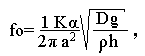 fo= 1 Kα / 2π a² √ Dg / ρh ,